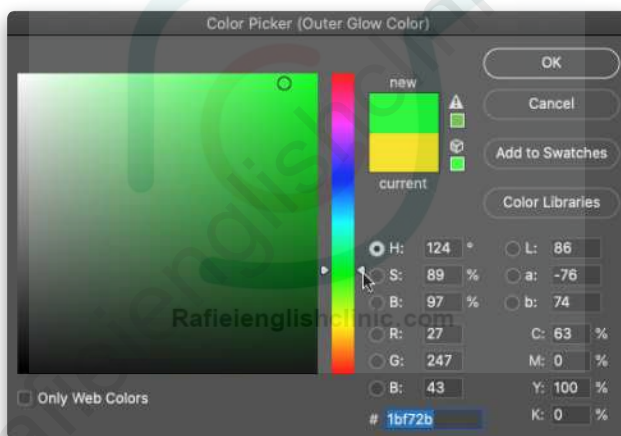 Color Picker (Outer Glow Color)
new
current
OK
Cancel
Add to Swatches
Color Libraries
H: 124 °
S: 89 %
B: 97 %
R: 27
G: 247
B: 43
# 1bf72b
L: 86
a: -76
b: 74
C: 63 %
M: 0 %
Y: 100 %
K: 0 %
Only Web Colors
Rafieienglishclinic.com